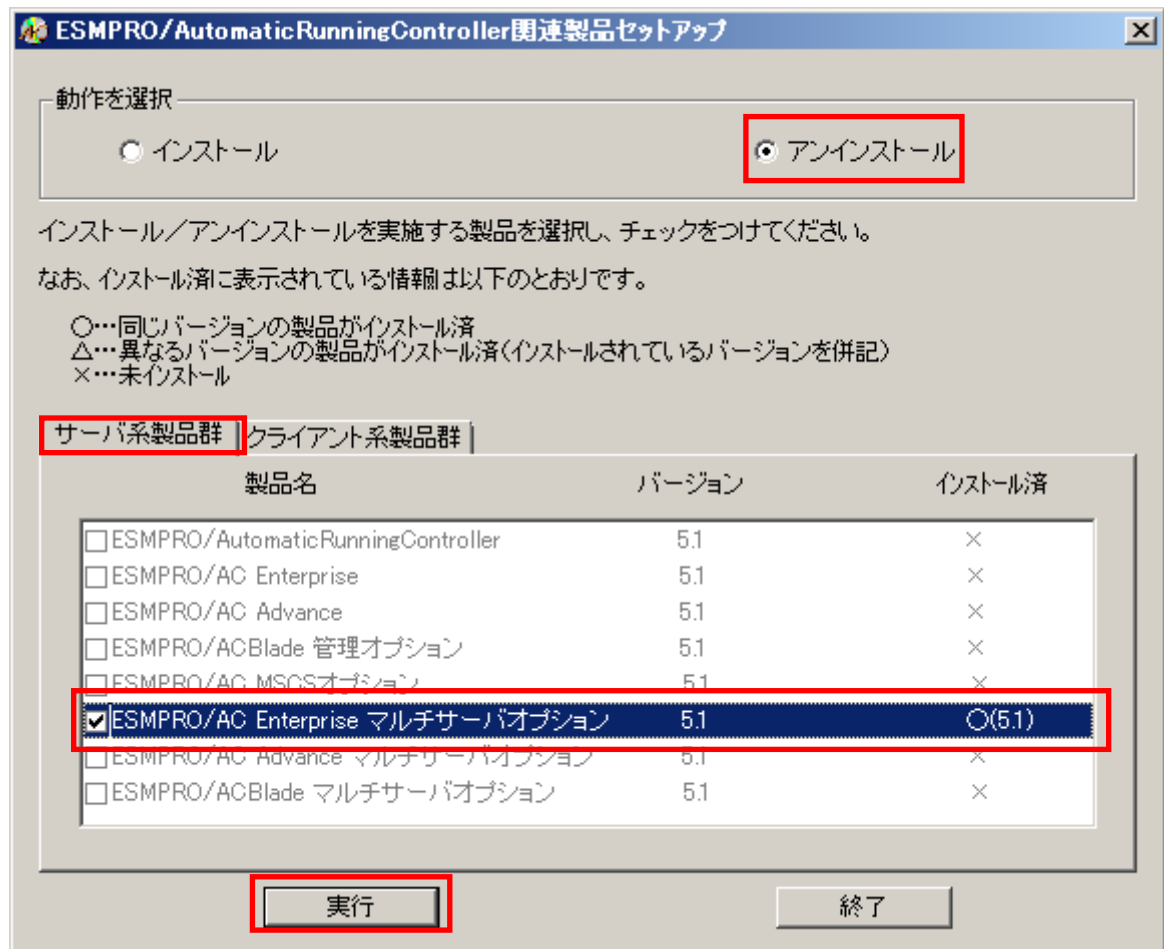 ESMPRO/AutomaticRunningController関連製品セットアップ
動作を選択
インストール アンインストール
インストール／アンインストールを実施する製品を選択し、チェックをつけてください。
なお、インストール済に表示されている情報は以下のとおりです。
○…同じバージョンの製品がインストール済
△…異なるバージョンの製品がインストール済(インストールされているバージョンを併記)
×…未インストール
サーバ系製品群 クライアント系製品群
製品名 バージョン インストール済
ESMPRO/AutomaticRunningController 5.1 ×
ESMPRO/AC Enterprise 5.1 ×
ESMPRO/AC Advance 5.1 ×
ESMPRO/ACBlade 管理オプション 5.1 ×
ESMPRO/AC MSCSオプション 5.1 ×
ESMPRO/AC Enterprise マルチサーバオプション 5.1 ○(5.1)
ESMPRO/AC Advance マルチサーバオプション 5.1 ×
ESMPRO/ACBlade マルチサーバオプション 5.1 ×
実行 終了